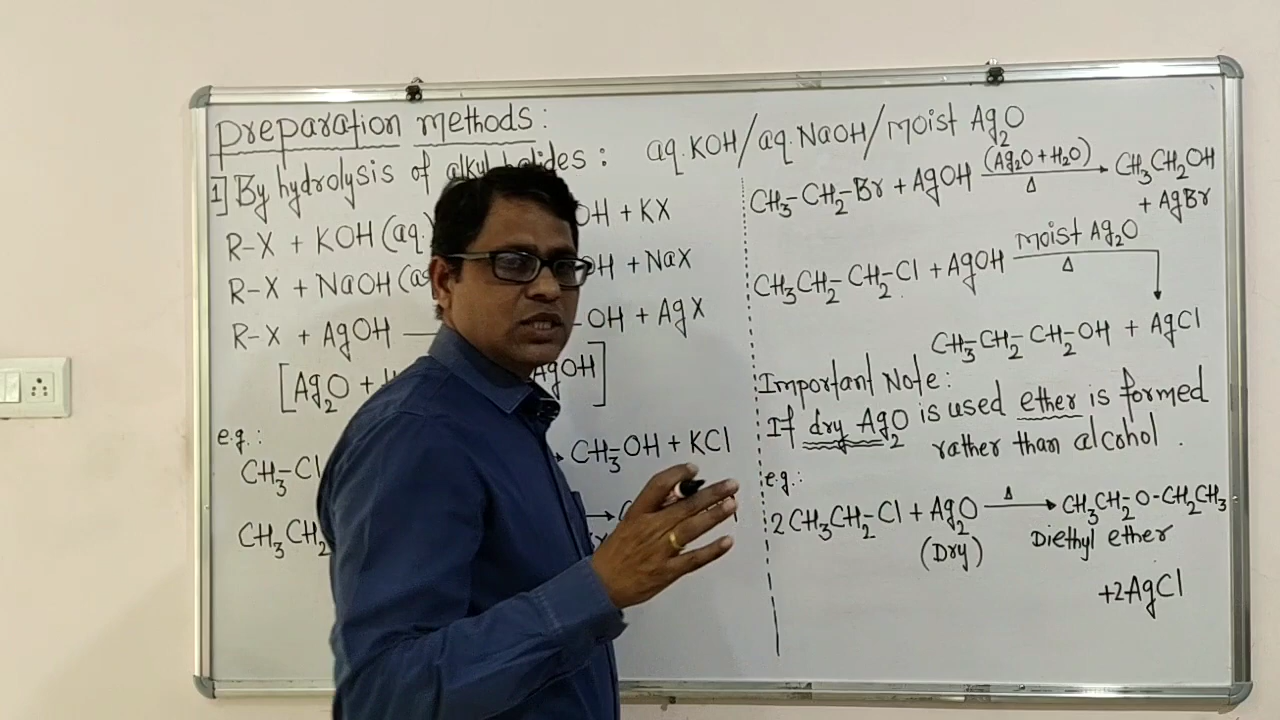 Preparation methods:
1] By hydrolysis of alkyl halides: aq.KOH/aq.NaOH/Moist Ag₂O
R-X + KOH (aq.) OH + KX
R-X + NaOH OH + NaX
R-X + AgOH — -OH + AgX
[Ag₂O + AgOH]
e.g.:
CH₃-Cl → CH₃-OH + KCl
CH₃CH₂ →
CH₃-CH₂-Br + AgOH (Ag₂O + H₂O) Δ → CH₃CH₂OH
+ AgBr
CH₃CH₂-CH₂-Cl + AgOH Moist Ag₂O Δ
CH₃-CH₂-CH₂-OH + AgCl
Important Note:
If dry Ag₂O is used ether is formed
rather than alcohol.
e.g.:
2CH₃CH₂-Cl + Ag₂O Δ → CH₃CH₂-O-CH₂CH₃
(Dry) Diethyl ether
+2AgCl